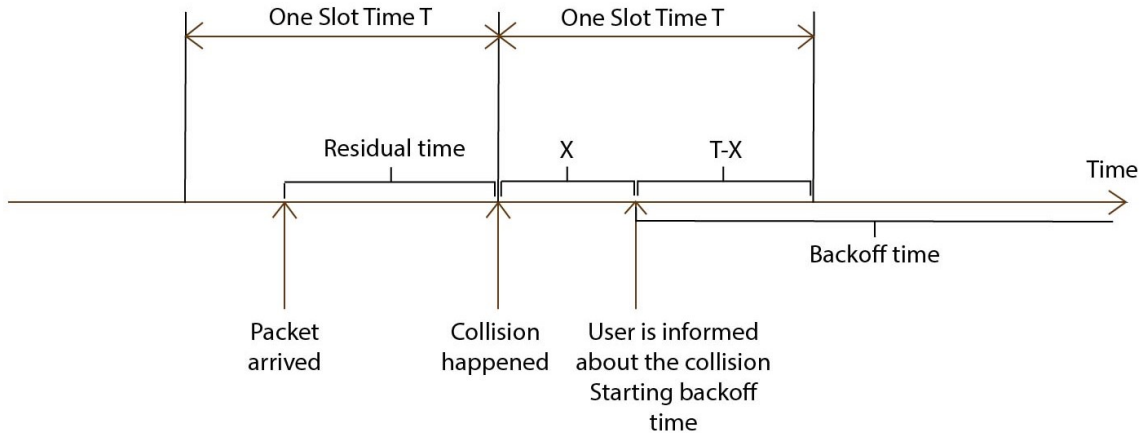 One Slot Time T
One Slot Time T
Residual time
X
T-X
Time
Backoff time
Packet
arrived
Collision
happened
User is informed
about the collision
Starting backoff
time